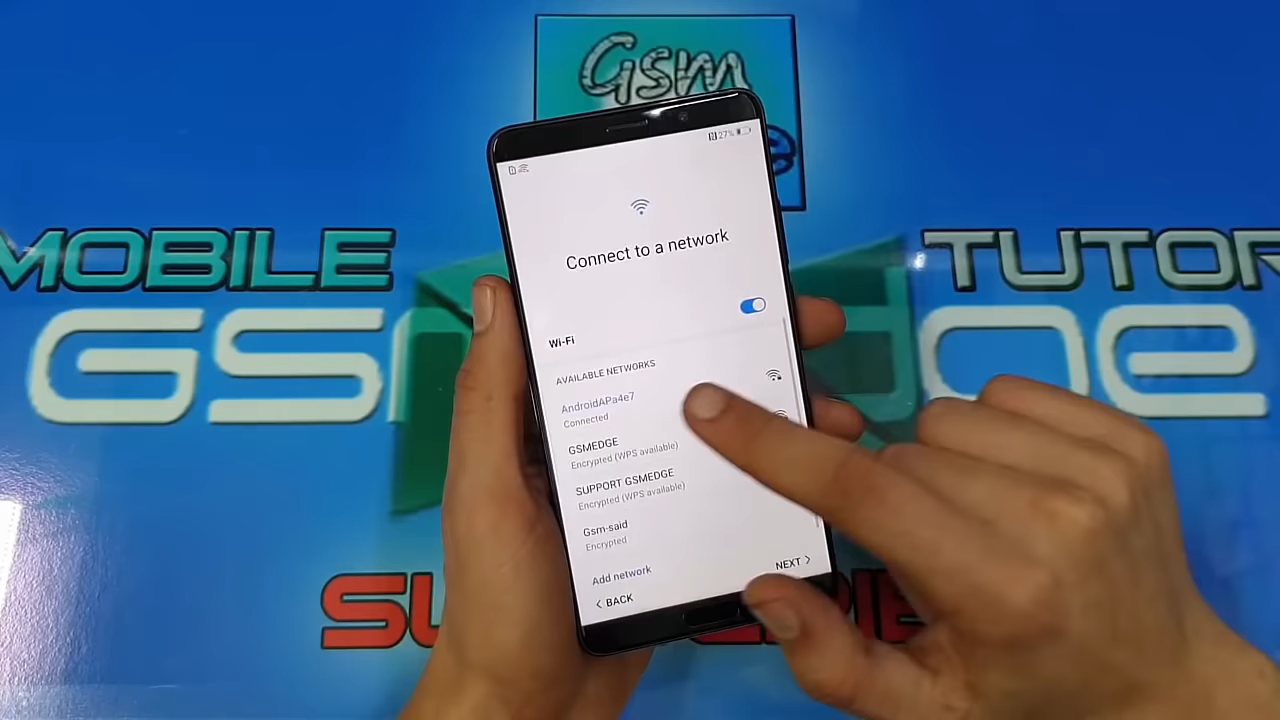 Gsm
MOBILE
TUTOR
GSM
27%
Connect to a network
Wi-Fi
AVAILABLE NETWORKS
AndroidAPa4e7
Connected
GSMEDGE
Encrypted (WPS available)
SUPPORT GSMEDGE
Encrypted (WPS available)
Gsm-said
Encrypted
Add network
NEXT
BACK